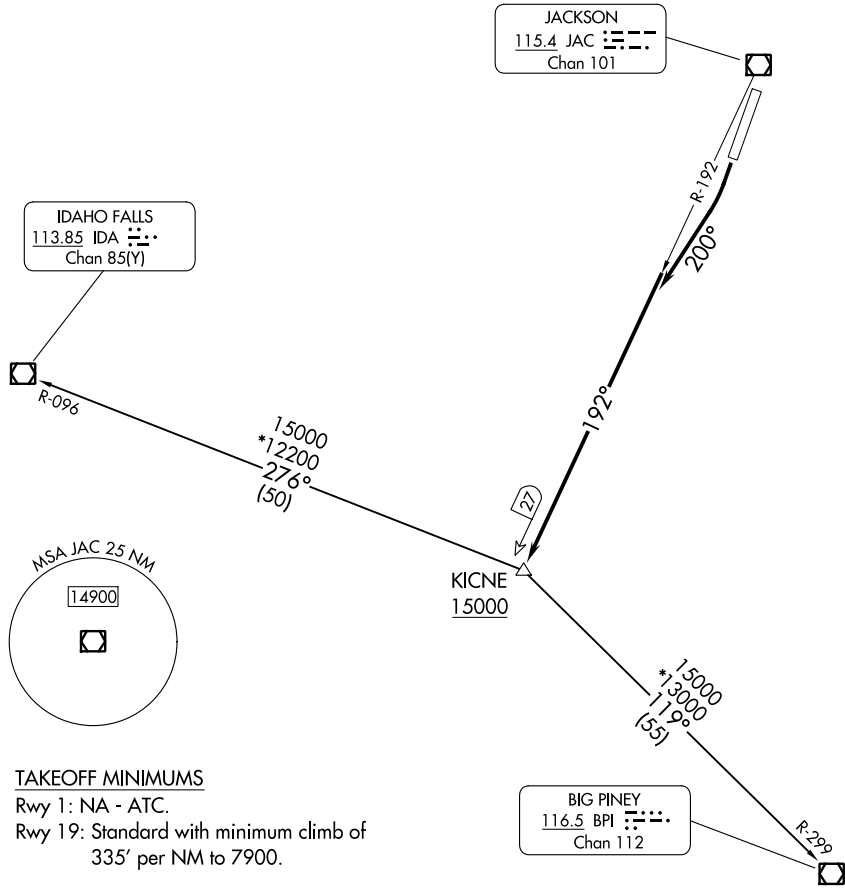 JACKSON
115.4 JAC
Chan 101
R-192
200°
IDAHO FALLS
113.85 IDA
Chan 85(Y)
R-096
192°
15000
*12200
276°
(50)
27
MSA JAC 25 NM
14900
KICNE
15000
15000
*13000
119°
(55)
TAKEOFF MINIMUMS
Rwy 1: NA - ATC.
Rwy 19: Standard with minimum climb of
335' per NM to 7900.
BIG PINEY
116.5 BPI
Chan 112
R-299